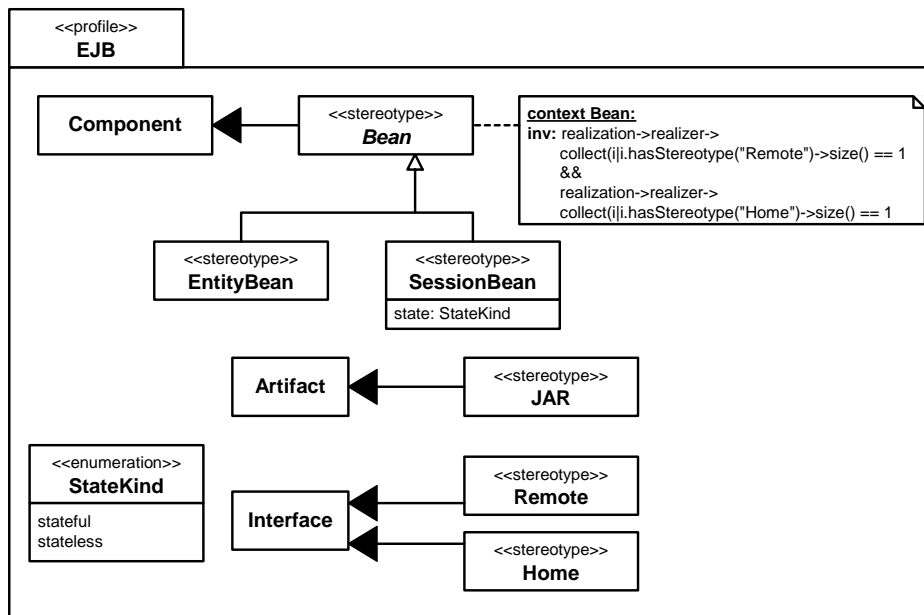 <<profile>>
EJB
Component
<<stereotype>>
Bean
context Bean:
inv: realization->realizer->
collect(i|i.hasStereotype("Remote")->size() == 1
&&
realization->realizer->
collect(i|i.hasStereotype("Home")->size() == 1
<<stereotype>>
EntityBean
<<stereotype>>
SessionBean
state: StateKind
Artifact
<<stereotype>>
JAR
<<enumeration>>
StateKind
stateful
stateless
Interface
<<stereotype>>
Remote
<<stereotype>>
Home